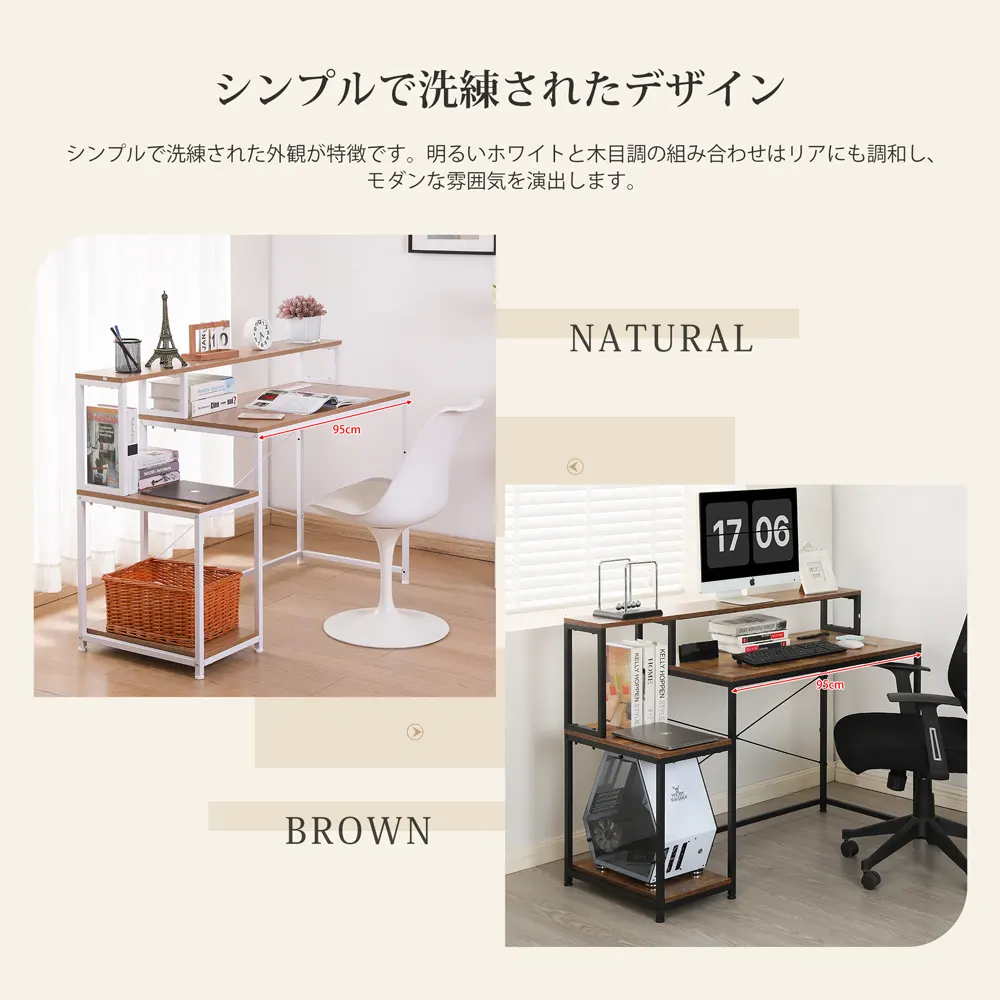 シンプルで洗練されたデザイン
シンプルで洗練された外観が特徴です。明るいホワイトと木目調の組み合わせはリアにも調和し、
モダンな雰囲気を演出します。
NATURAL
JAN
10
95cm
17 06
HOME
KELLY HOPPEN
KELLY HOPPEN STYLE
95cm
BROWN